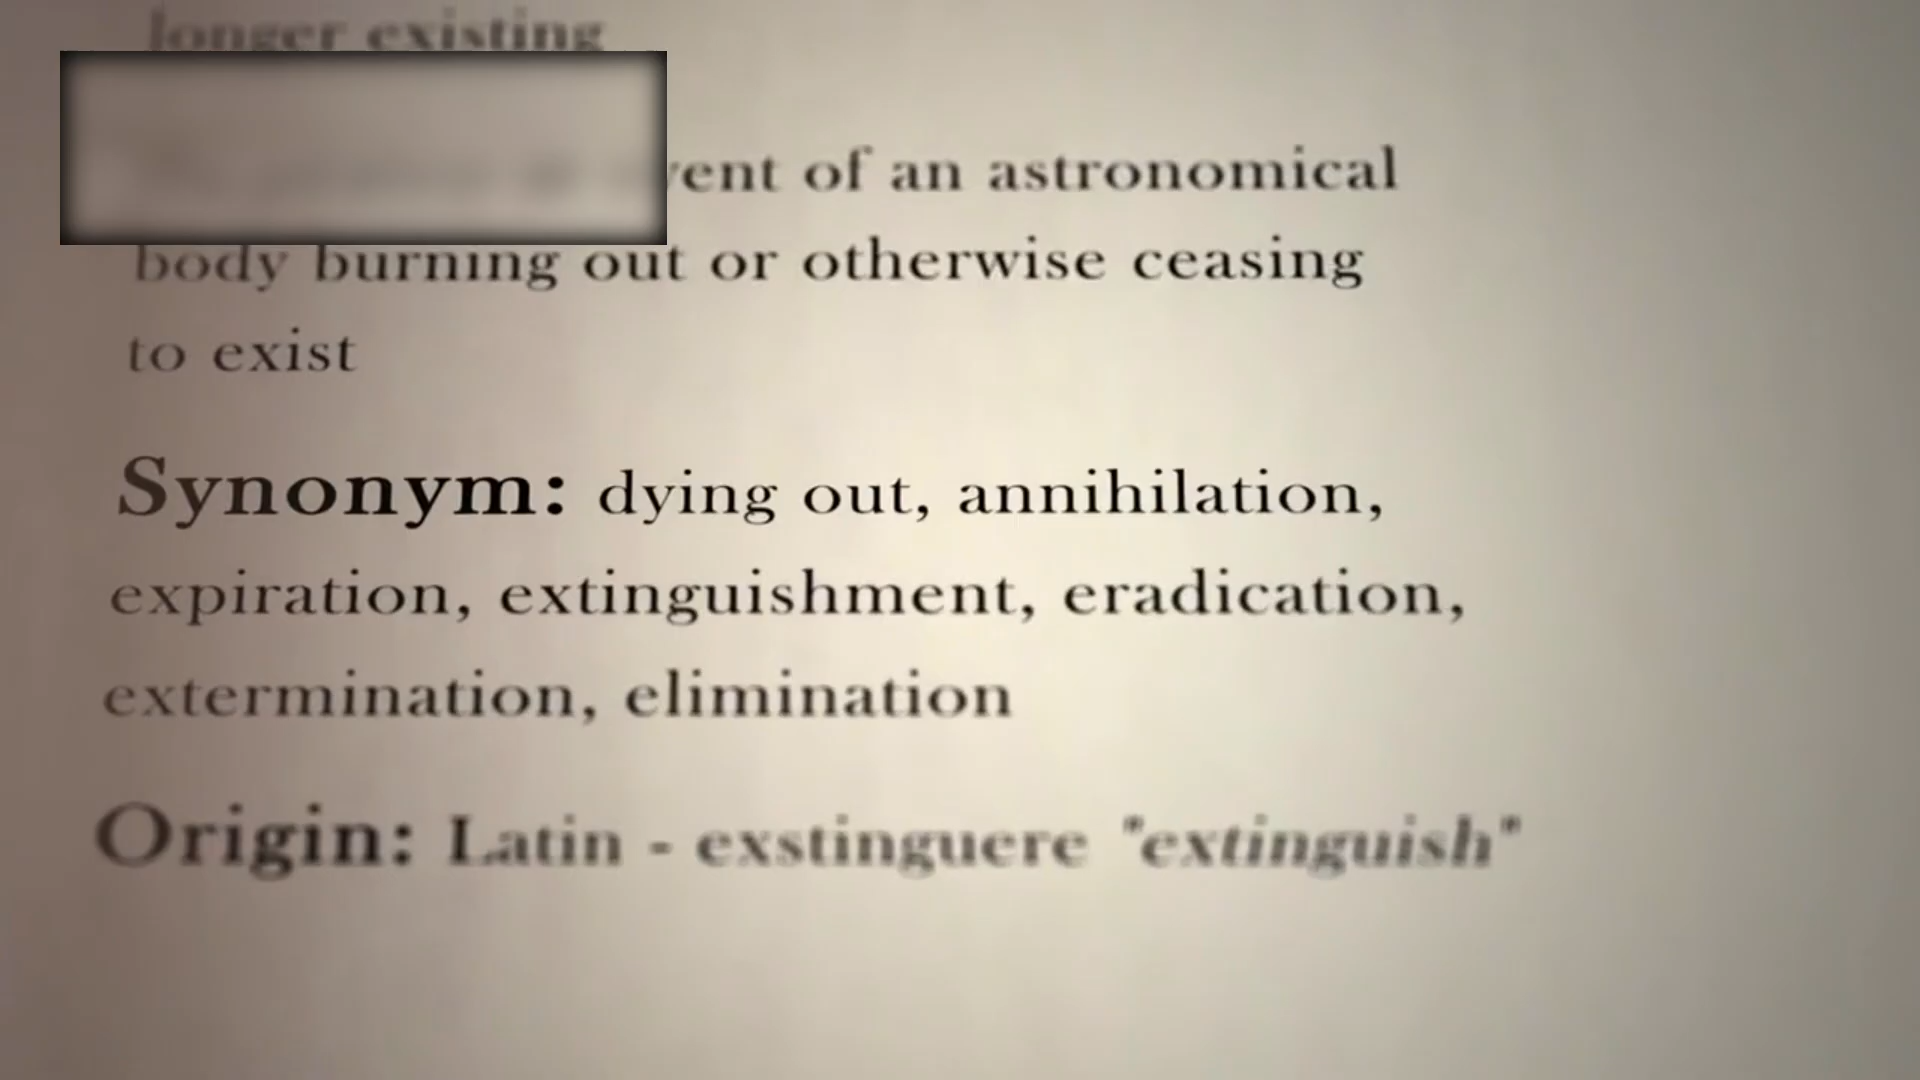 longer existing
of an astronomical
body burning out or otherwise ceasing
to exist
Synonym: dying out, annihilation,
expiration, extinguishment, eradication,
extermination, elimination
Origin: Latin - exstinguere "extinguish"